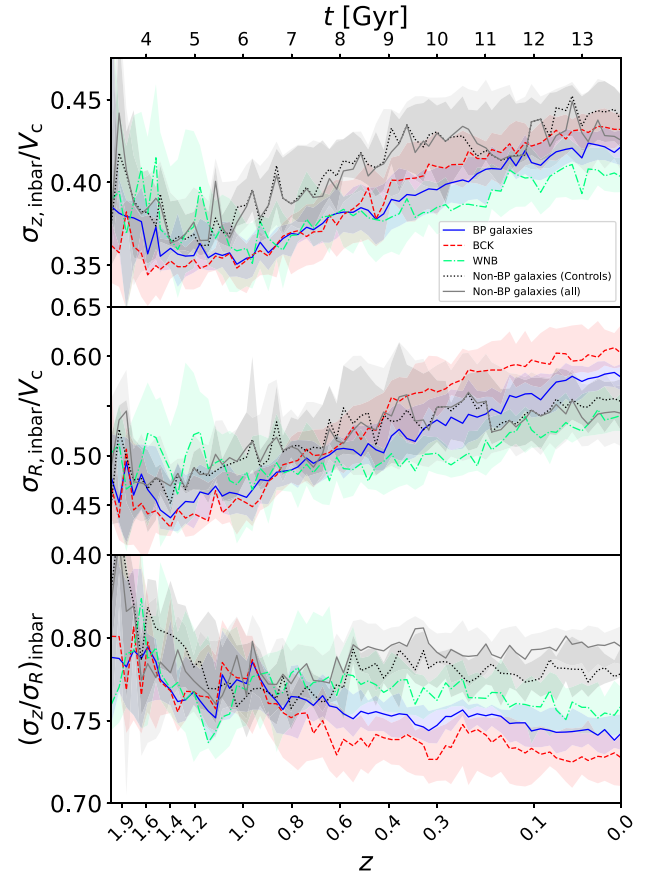 t [Gyr]
4 5 6 7 8 9 10 11 12 13
σz, inbar/Vc
0.45
0.40
0.35
BP galaxies
BCK
WNB
Non-BP galaxies (Controls)
Non-BP galaxies (all)
σR, inbar/Vc
0.65
0.60
0.50
0.45
0.40
(σz/σR)inbar
0.80
0.75
0.70
1.9 1.6 1.4 1.2 1.0 0.8 0.6 0.4 0.3 0.1 0.0
z